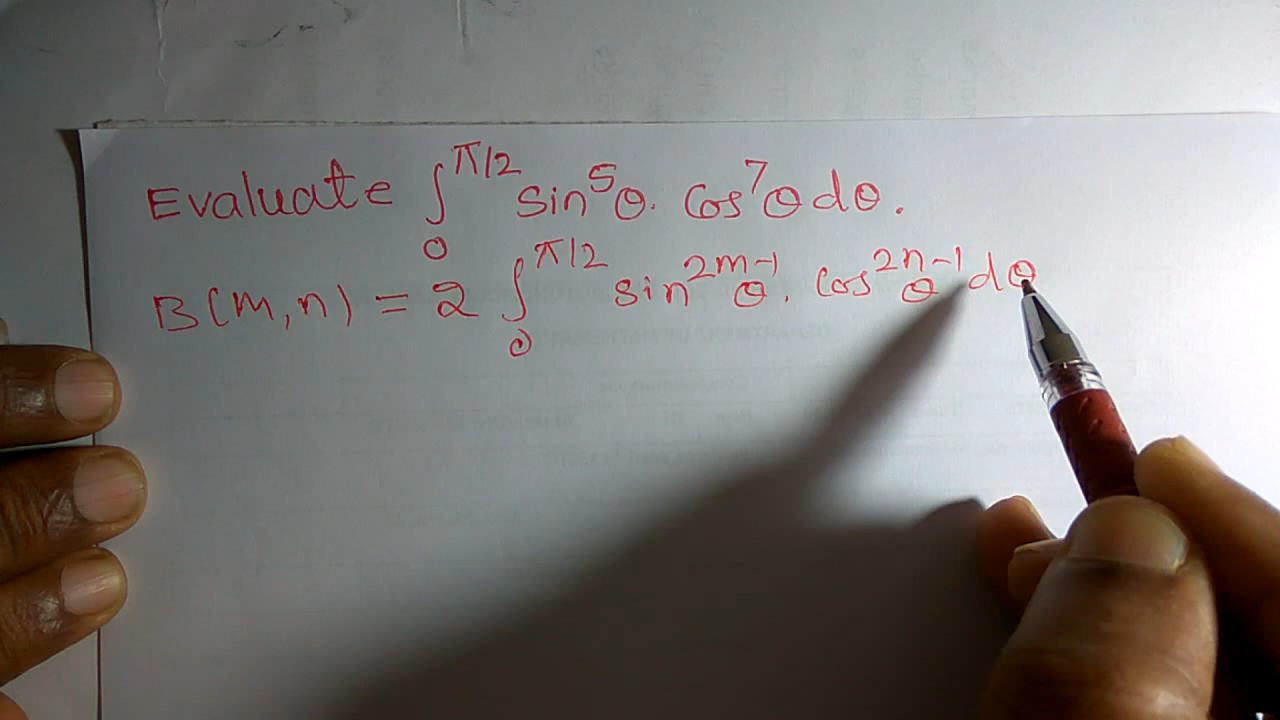 Evaluate ∫₀^{π/2} sin⁵θ. cos⁷θ dθ.
B(m,n) = 2 ∫₀^{π/2} sin^{2m-1}θ. cos^{2n-1}θ dθ